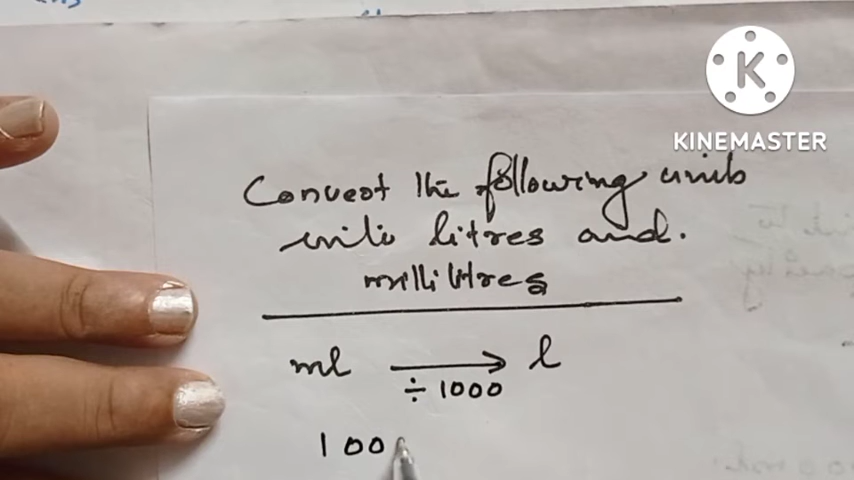 KINEMASTER
Convert the following units
into litres and.
millilitres
ml → l
÷ 1000
100